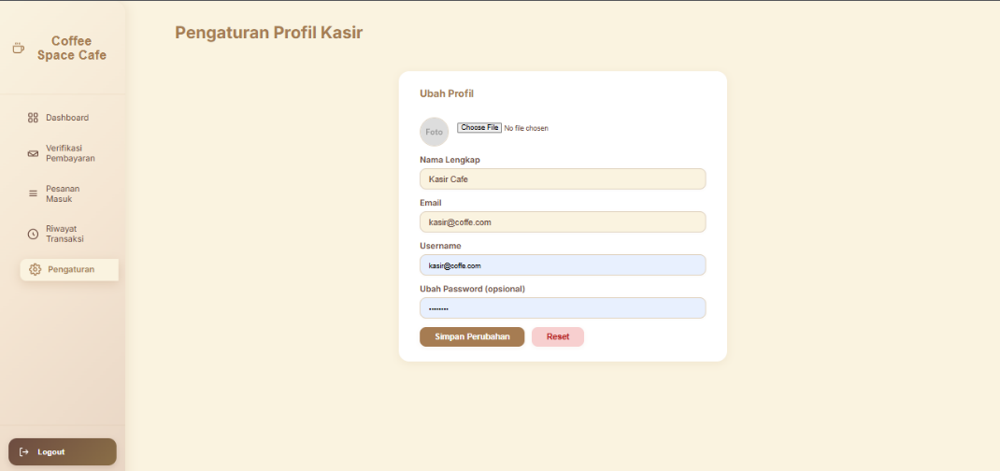 Coffee
Space Cafe
Dashboard
Verifikasi
Pembayaran
Pesanan
Masuk
Riwayat
Transaksi
Pengaturan
Logout
Pengaturan Profil Kasir
Ubah Profil
Foto
Choose File No file chosen
Nama Lengkap
Kasir Cafe
Email
kasir@coffe.com
Username
kasir@coffe.com
Ubah Password (opsional)
••••••••
Simpan Perubahan
Reset